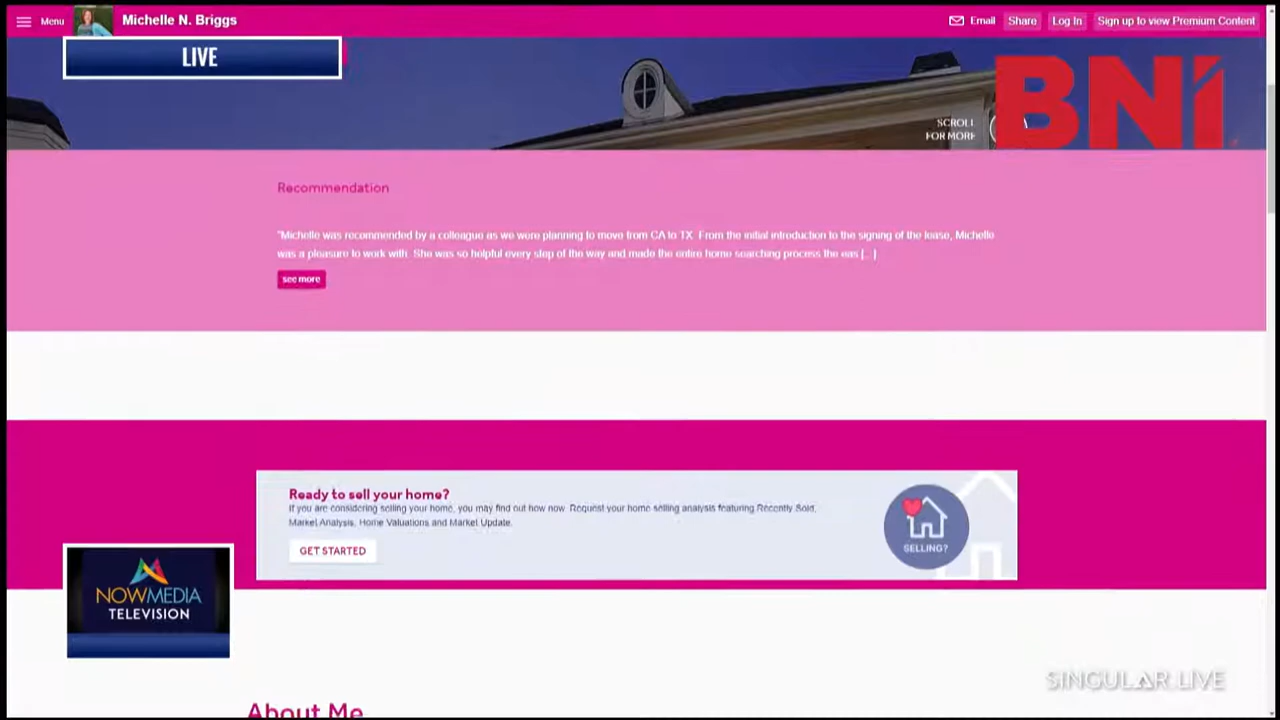 Menu
Michelle N. Briggs
Email
Share
Log In
Sign up to view Premium Content
LIVE
BNI
SCROLL
FOR MORE
Recommendation
"Michelle was recommended by a colleague as we were planning to move from CA to TX. From the initial introduction to the signing of the lease, Michelle
was a pleasure to work with. She was so helpful every step of the way and made the entire home searching process the eas [...]
see more
Ready to sell your home?
If you are considering selling your home, you may find out how now. Request your home selling analysis featuring Recently Sold,
Market Analysis, Home Valuations and Market Update.
GET STARTED
SELLING?
NOWMEDIA
TELEVISION
SINGULAR.LIVE
About Me